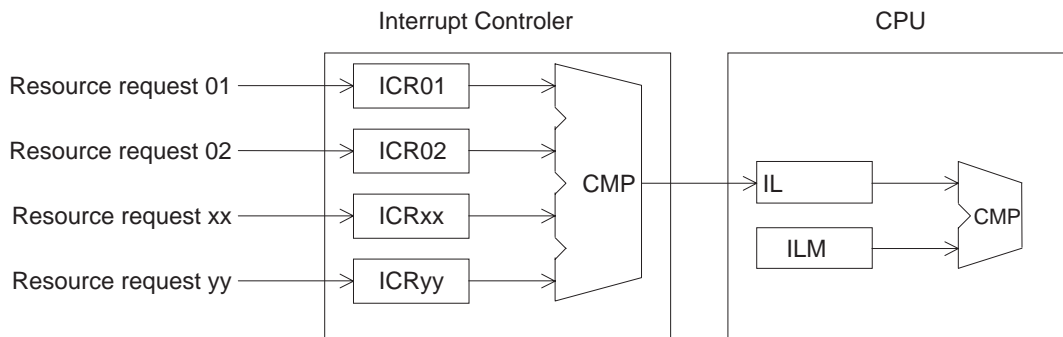 Interrupt Controler
CPU
Resource request 01
ICR01
Resource request 02
ICR02
CMP
IL
Resource request xx
ICRxx
CMP
ILM
Resource request yy
ICRyy